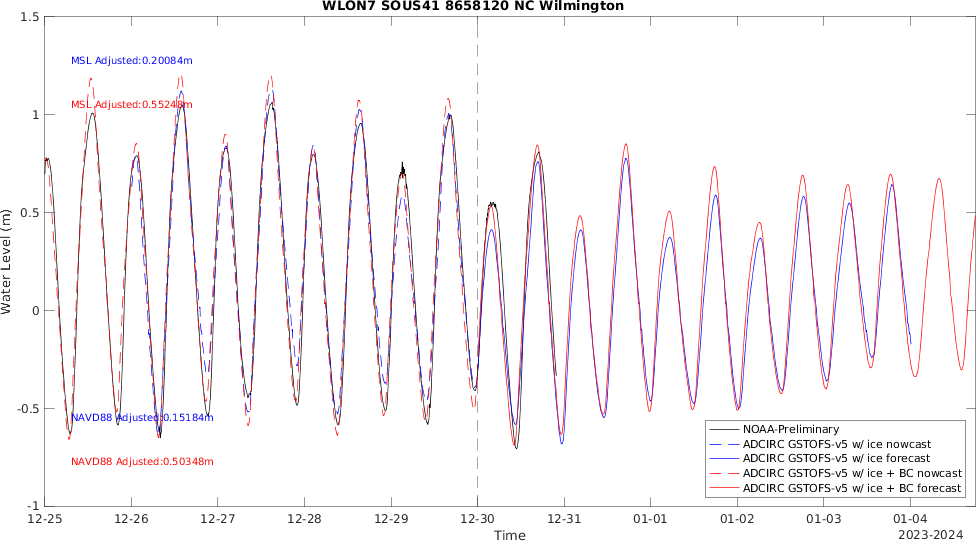 WLON7 SOUS41 8658120 NC Wilmington
1.5
MSL Adjusted:0.20084m
MSL Adjusted:0.55248m
1
0.5
Water Level (m)
0
-0.5
NAVD88 Adjusted:0.15184m
NAVD88 Adjusted:0.50348m
NOAA-Preliminary
ADCIRC GSTOFS-v5 w/ ice nowcast
ADCIRC GSTOFS-v5 w/ ice forecast
ADCIRC GSTOFS-v5 w/ ice + BC nowcast
ADCIRC GSTOFS-v5 w/ ice + BC forecast
-1
12-25 12-26 12-27 12-28 12-29 12-30 12-31 01-01 01-02 01-03 01-04
Time
2023-2024